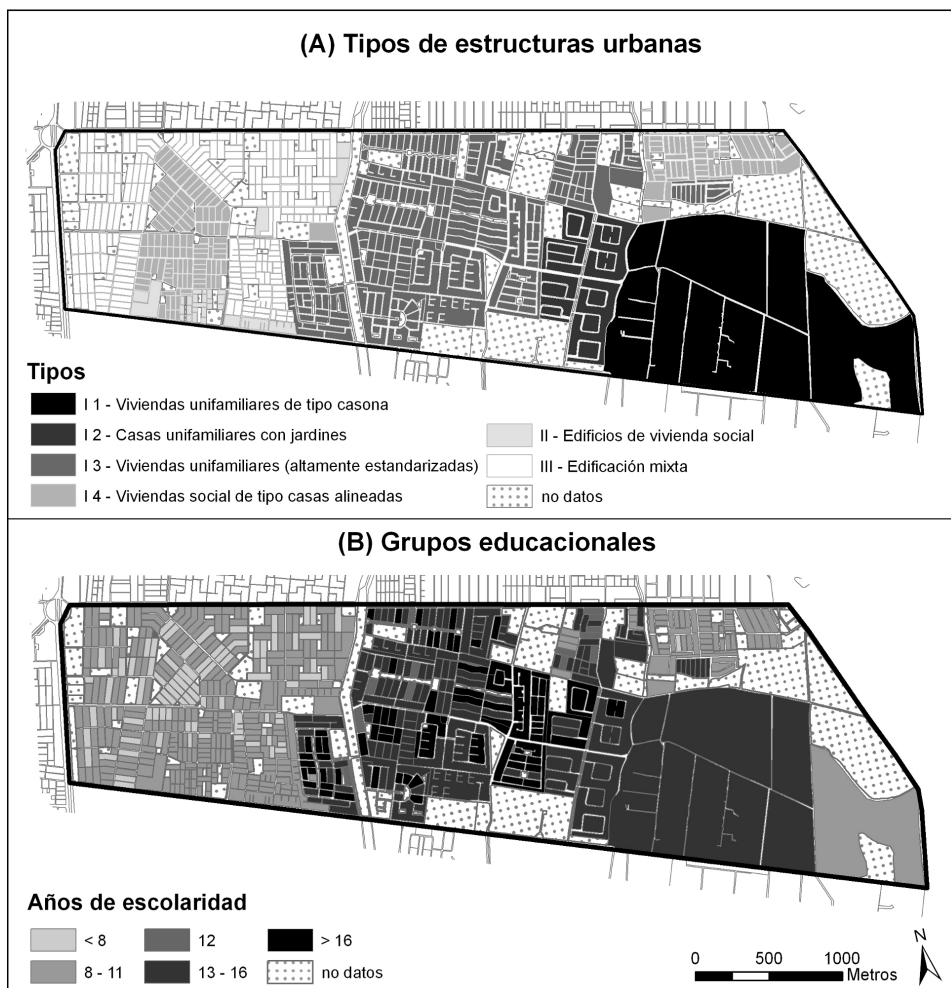 (A) Tipos de estructuras urbanas
Tipos
I 1 - Viviendas unifamiliares de tipo casona
I 2 - Casas unifamiliares con jardines
I 3 - Viviendas unifamiliares (altamente estandarizadas)
I 4 - Viviendas social de tipo casas alineadas
II - Edificios de vivienda social
III - Edificación mixta
no datos
(B) Grupos educacionales
Años de escolaridad
< 8
8 - 11
12
13 - 16
> 16
no datos
N
0 500 1000
Metros